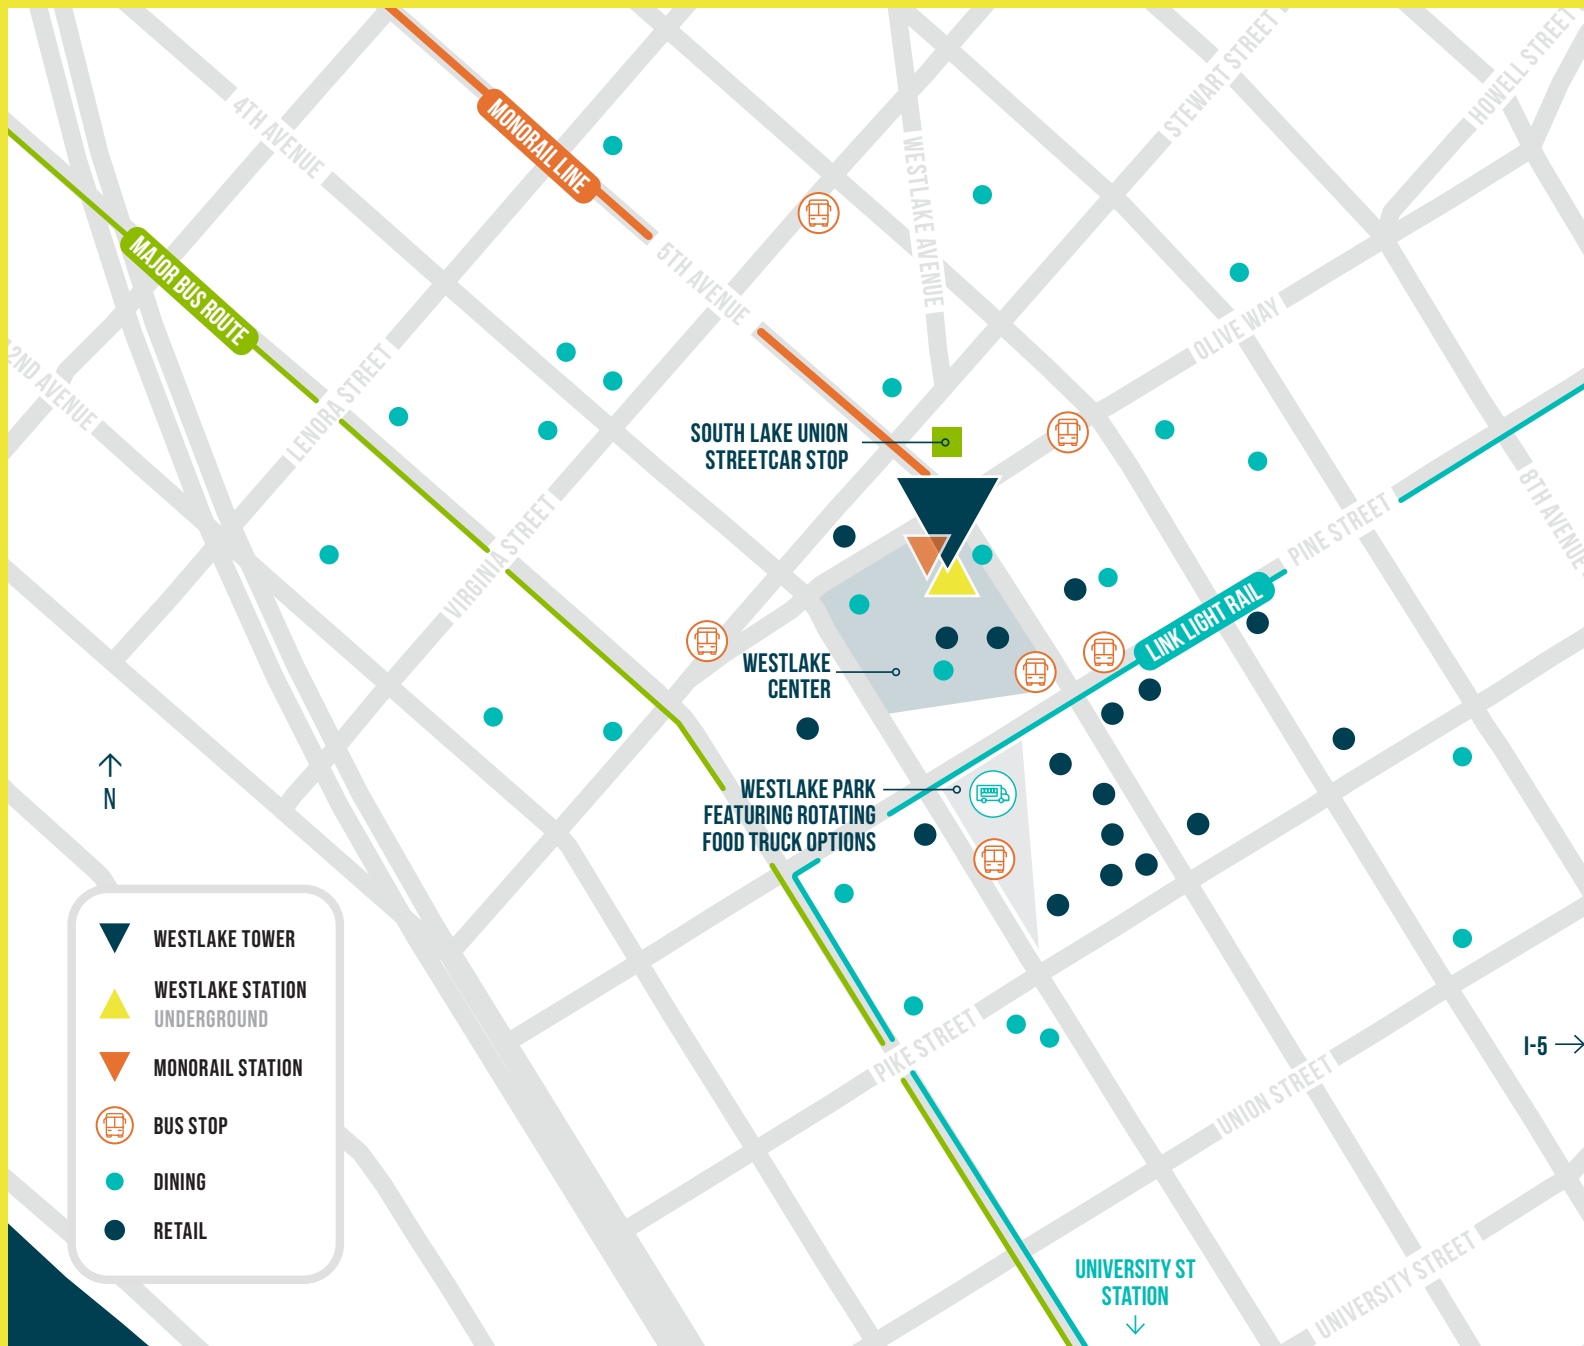 4TH AVENUE
MONORAIL LINE
WESTLAKE AVENUE
STEWART STREET
HOWELL STREET
MAJOR BUS ROUTE
5TH AVENUE
2ND AVENUE
LENORA STREET
OLIVE WAY
SOUTH LAKE UNION
STREETCAR STOP
VIRGINIA STREET
PINE STREET
8TH AVENUE
LINK LIGHT RAIL
WESTLAKE
CENTER
N
WESTLAKE PARK
FEATURING ROTATING
FOOD TRUCK OPTIONS
WESTLAKE TOWER
WESTLAKE STATION
UNDERGROUND
MONORAIL STATION
BUS STOP
DINING
RETAIL
PIKE STREET
I-5
UNION STREET
UNIVERSITY ST
STATION
UNIVERSITY STREET